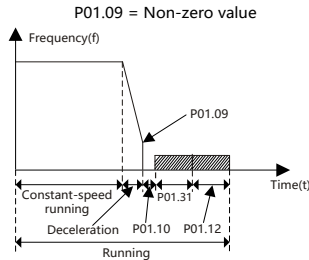 P01.09 = Non-zero value
Frequency(f)
P01.09
Time(t)
Constant-speed
running
P01.31
Deceleration
P01.10
P01.12
Running